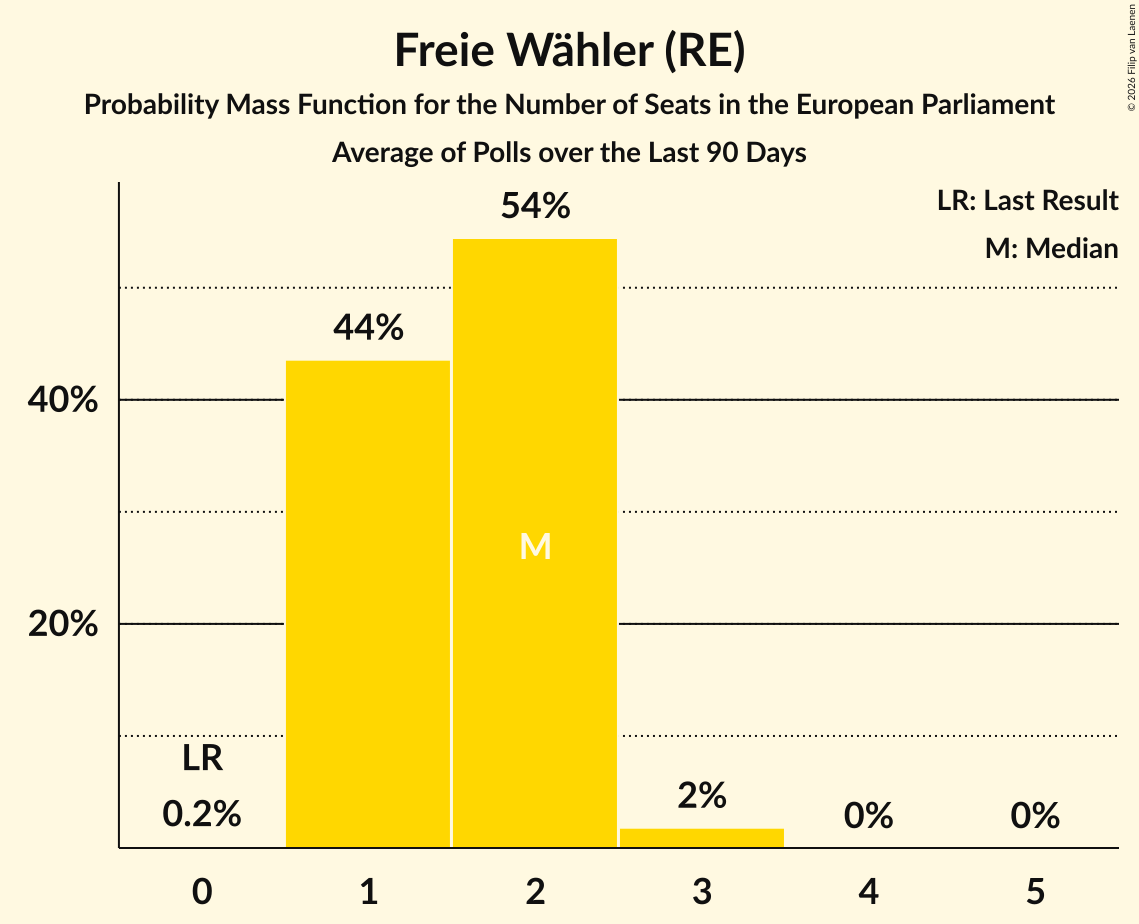 Freie Wähler (RE)
Probability Mass Function for the Number of Seats in the European Parliament
Average of Polls over the Last 90 Days
© 2026 Filip van Laenen
LR: Last Result
M: Median
54%
44%
40%
M
20%
LR
0.2%
2%
0%
0%
0
1
2
3
4
5